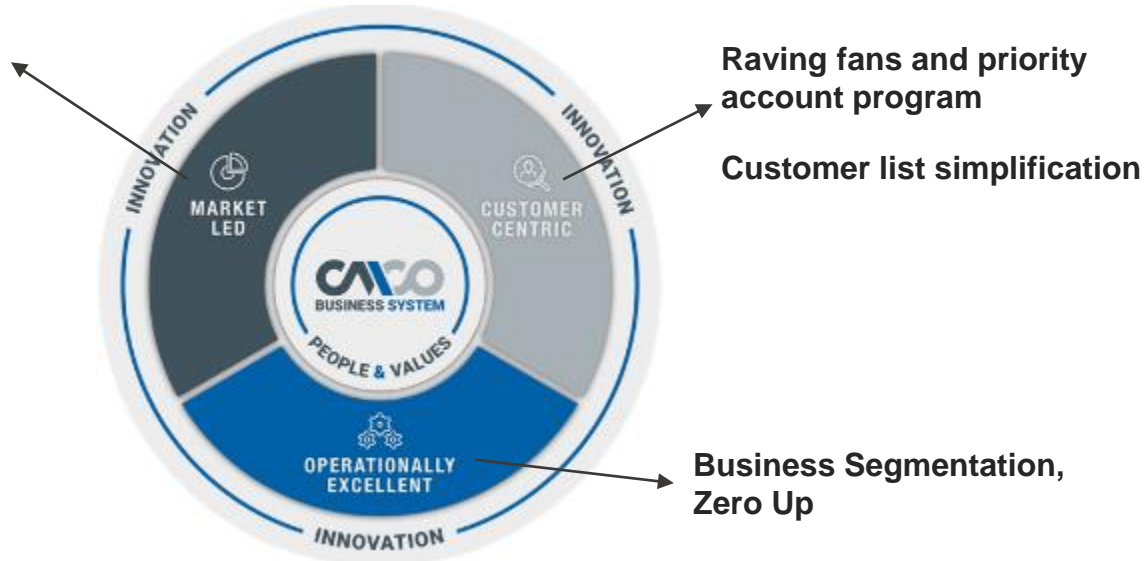 Raving fans and priority
account program
Customer list simplification
INNOVATION
INNOVATION
MARKET
LED
CUSTOMER
CENTRIC
CMCO
BUSINESS SYSTEM
PEOPLE & VALUES
OPERATIONALLY
EXCELLENT
Business Segmentation,
Zero Up
INNOVATION